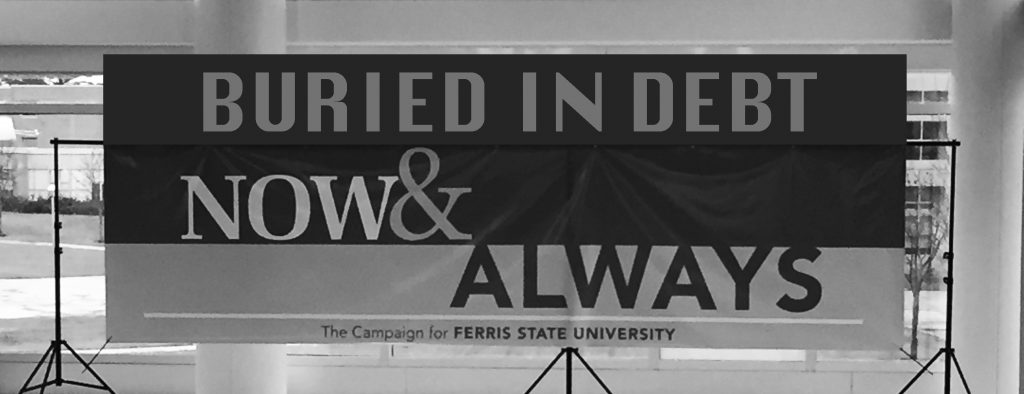 BURIED IN DEBT
NOW &
ALWAYS
The Campaign for FERRIS STATE UNIVERSITY